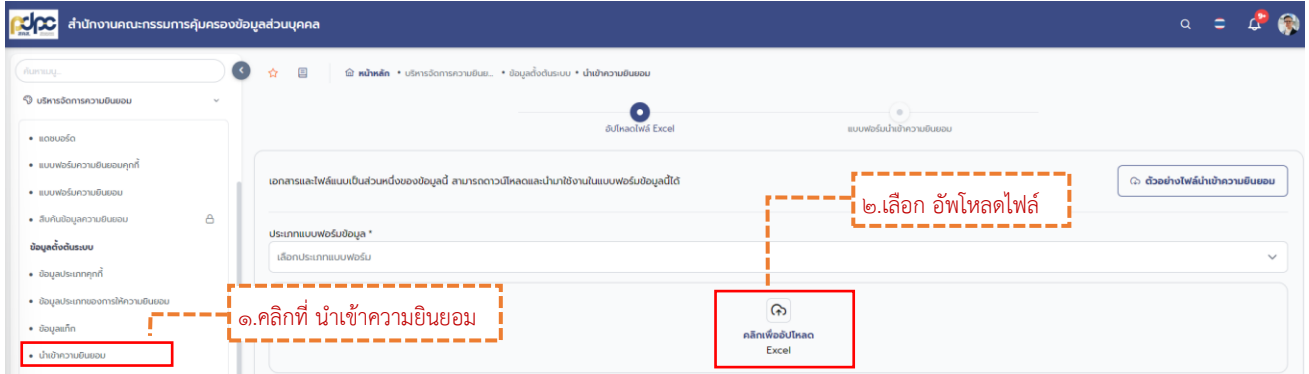 pdpc สำนักงานคณะกรรมการคุ้มครองข้อมูลส่วนบุคคล
9+
ค้นหาเมนู...
หน้าหลัก • บริหารจัดการความยินย... • ข้อมูลตั้งต้นระบบ • นำเข้าความยินยอม
บริหารจัดการความยินยอม
• แดชบอร์ด
• แบบฟอร์มความยินยอมคุกกี้
• แบบฟอร์มความยินยอม
• สืบค้นข้อมูลความยินยอม
ข้อมูลตั้งต้นระบบ
• ข้อมูลประเภทคุกกี้
• ข้อมูลประเภทของการให้ความยินยอม
• ข้อมูลแท็ก
• นำเข้าความยินยอม
อัปโหลดไฟล์ Excel
แบบฟอร์มนำเข้าความยินยอม
เอกสารและไฟล์แนบเป็นส่วนหนึ่งของข้อมูลนี้ สามารถดาวน์โหลดและนำมาใช้งานในแบบฟอร์มข้อมูลนี้ได้
ตัวอย่างไฟล์นำเข้าความยินยอม
๒.เลือก อัพโหลดไฟล์
ประเภทแบบฟอร์มข้อมูล *
เลือกประเภทแบบฟอร์ม
๑.คลิกที่ นำเข้าความยินยอม
คลิกเพื่ออัปโหลด
Excel